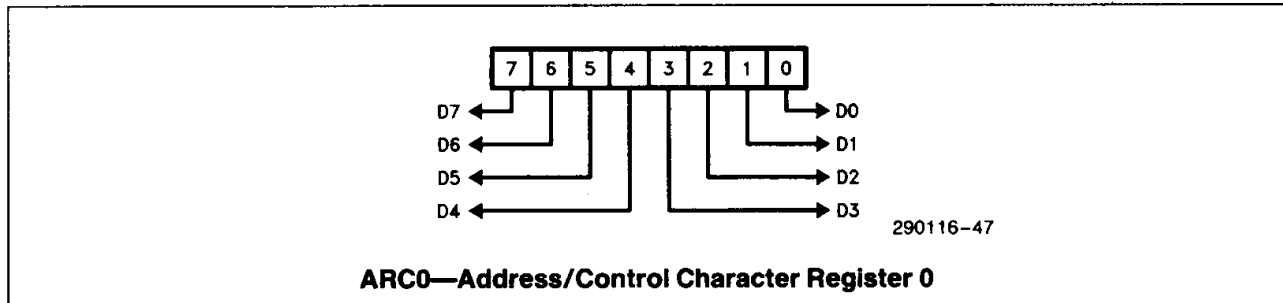 7 6 5 4 3 2 1 0
D7 D0
D6 D1
D5 D2
D4 D3
290116-47
ARC0—Address/Control Character Register 0